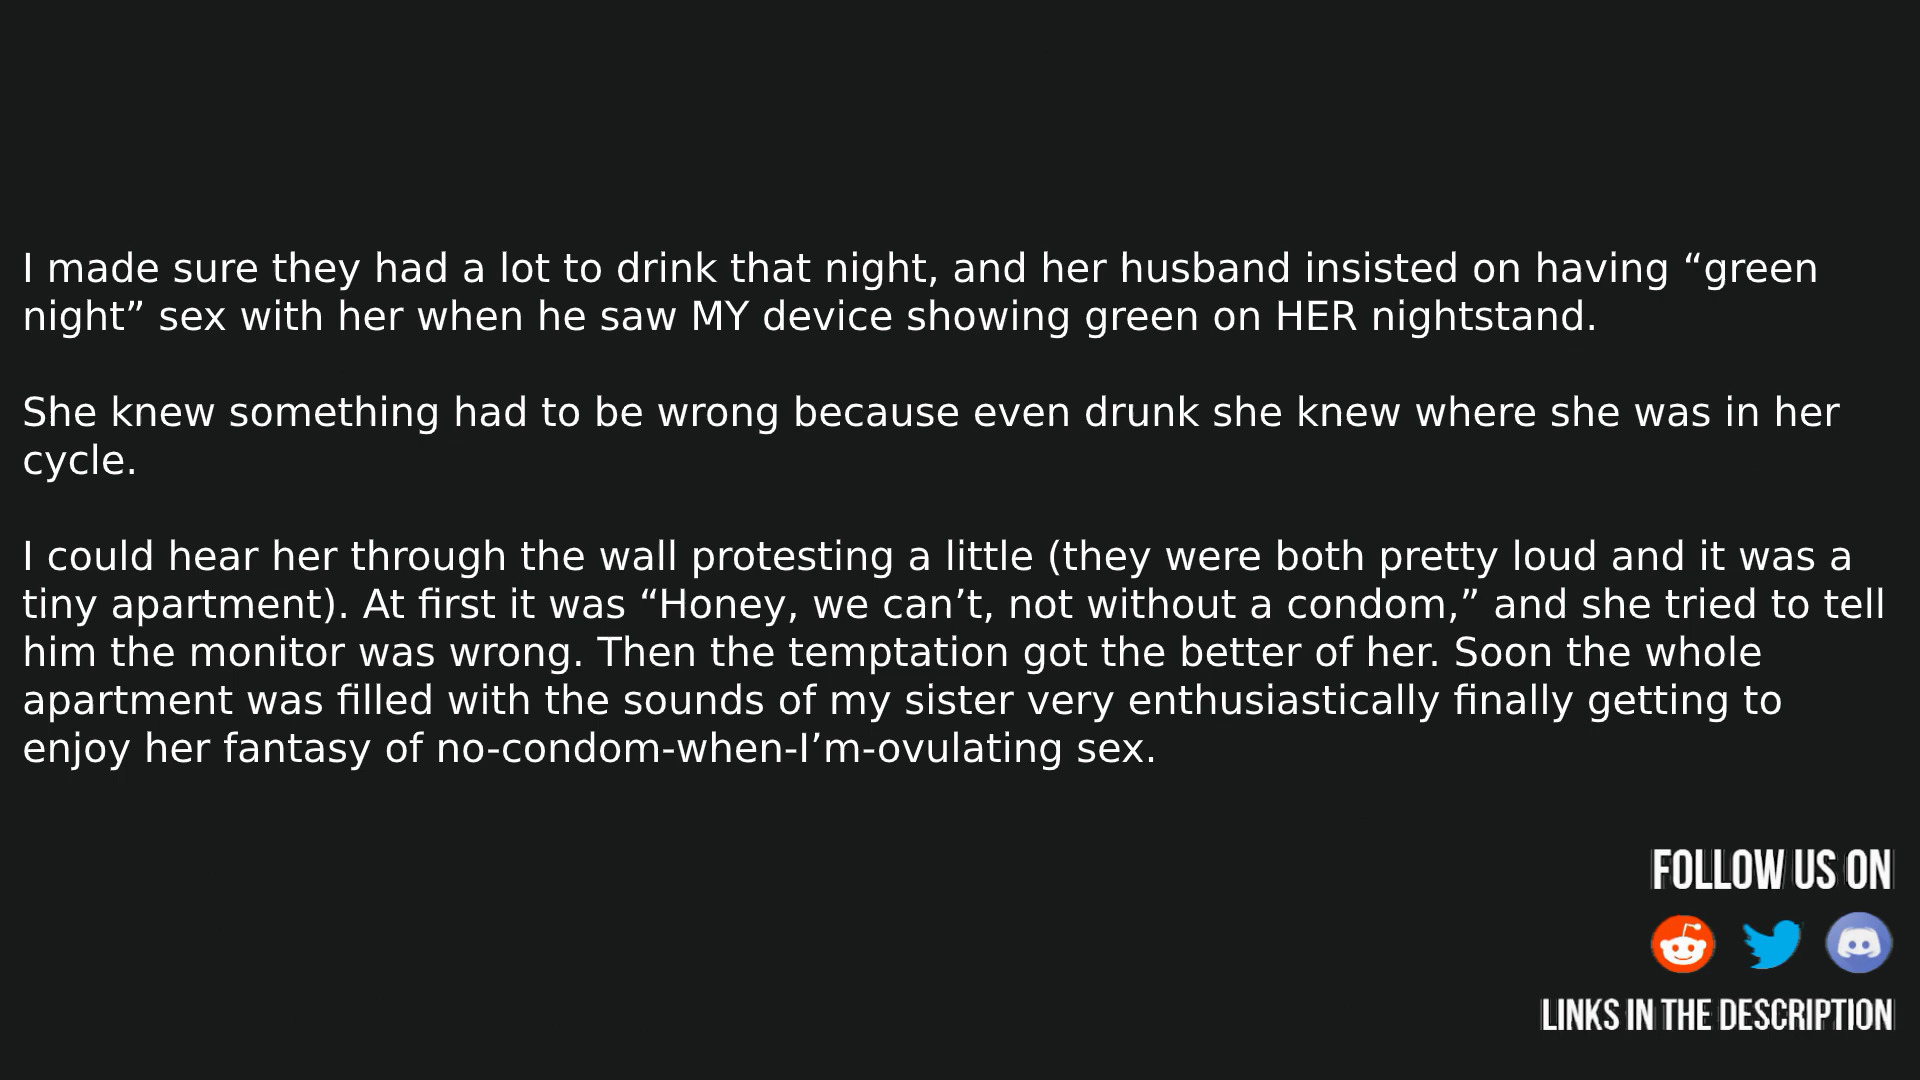 I made sure they had a lot to drink that night, and her husband insisted on having “green
night” sex with her when he saw MY device showing green on HER nightstand.
She knew something had to be wrong because even drunk she knew where she was in her
cycle.
I could hear her through the wall protesting a little (they were both pretty loud and it was a
tiny apartment). At first it was “Honey, we can’t, not without a condom,” and she tried to tell
him the monitor was wrong. Then the temptation got the better of her. Soon the whole
apartment was filled with the sounds of my sister very enthusiastically finally getting to
enjoy her fantasy of no-condom-when-I’m-ovulating sex.
FOLLOW US ON
LINKS IN THE DESCRIPTION